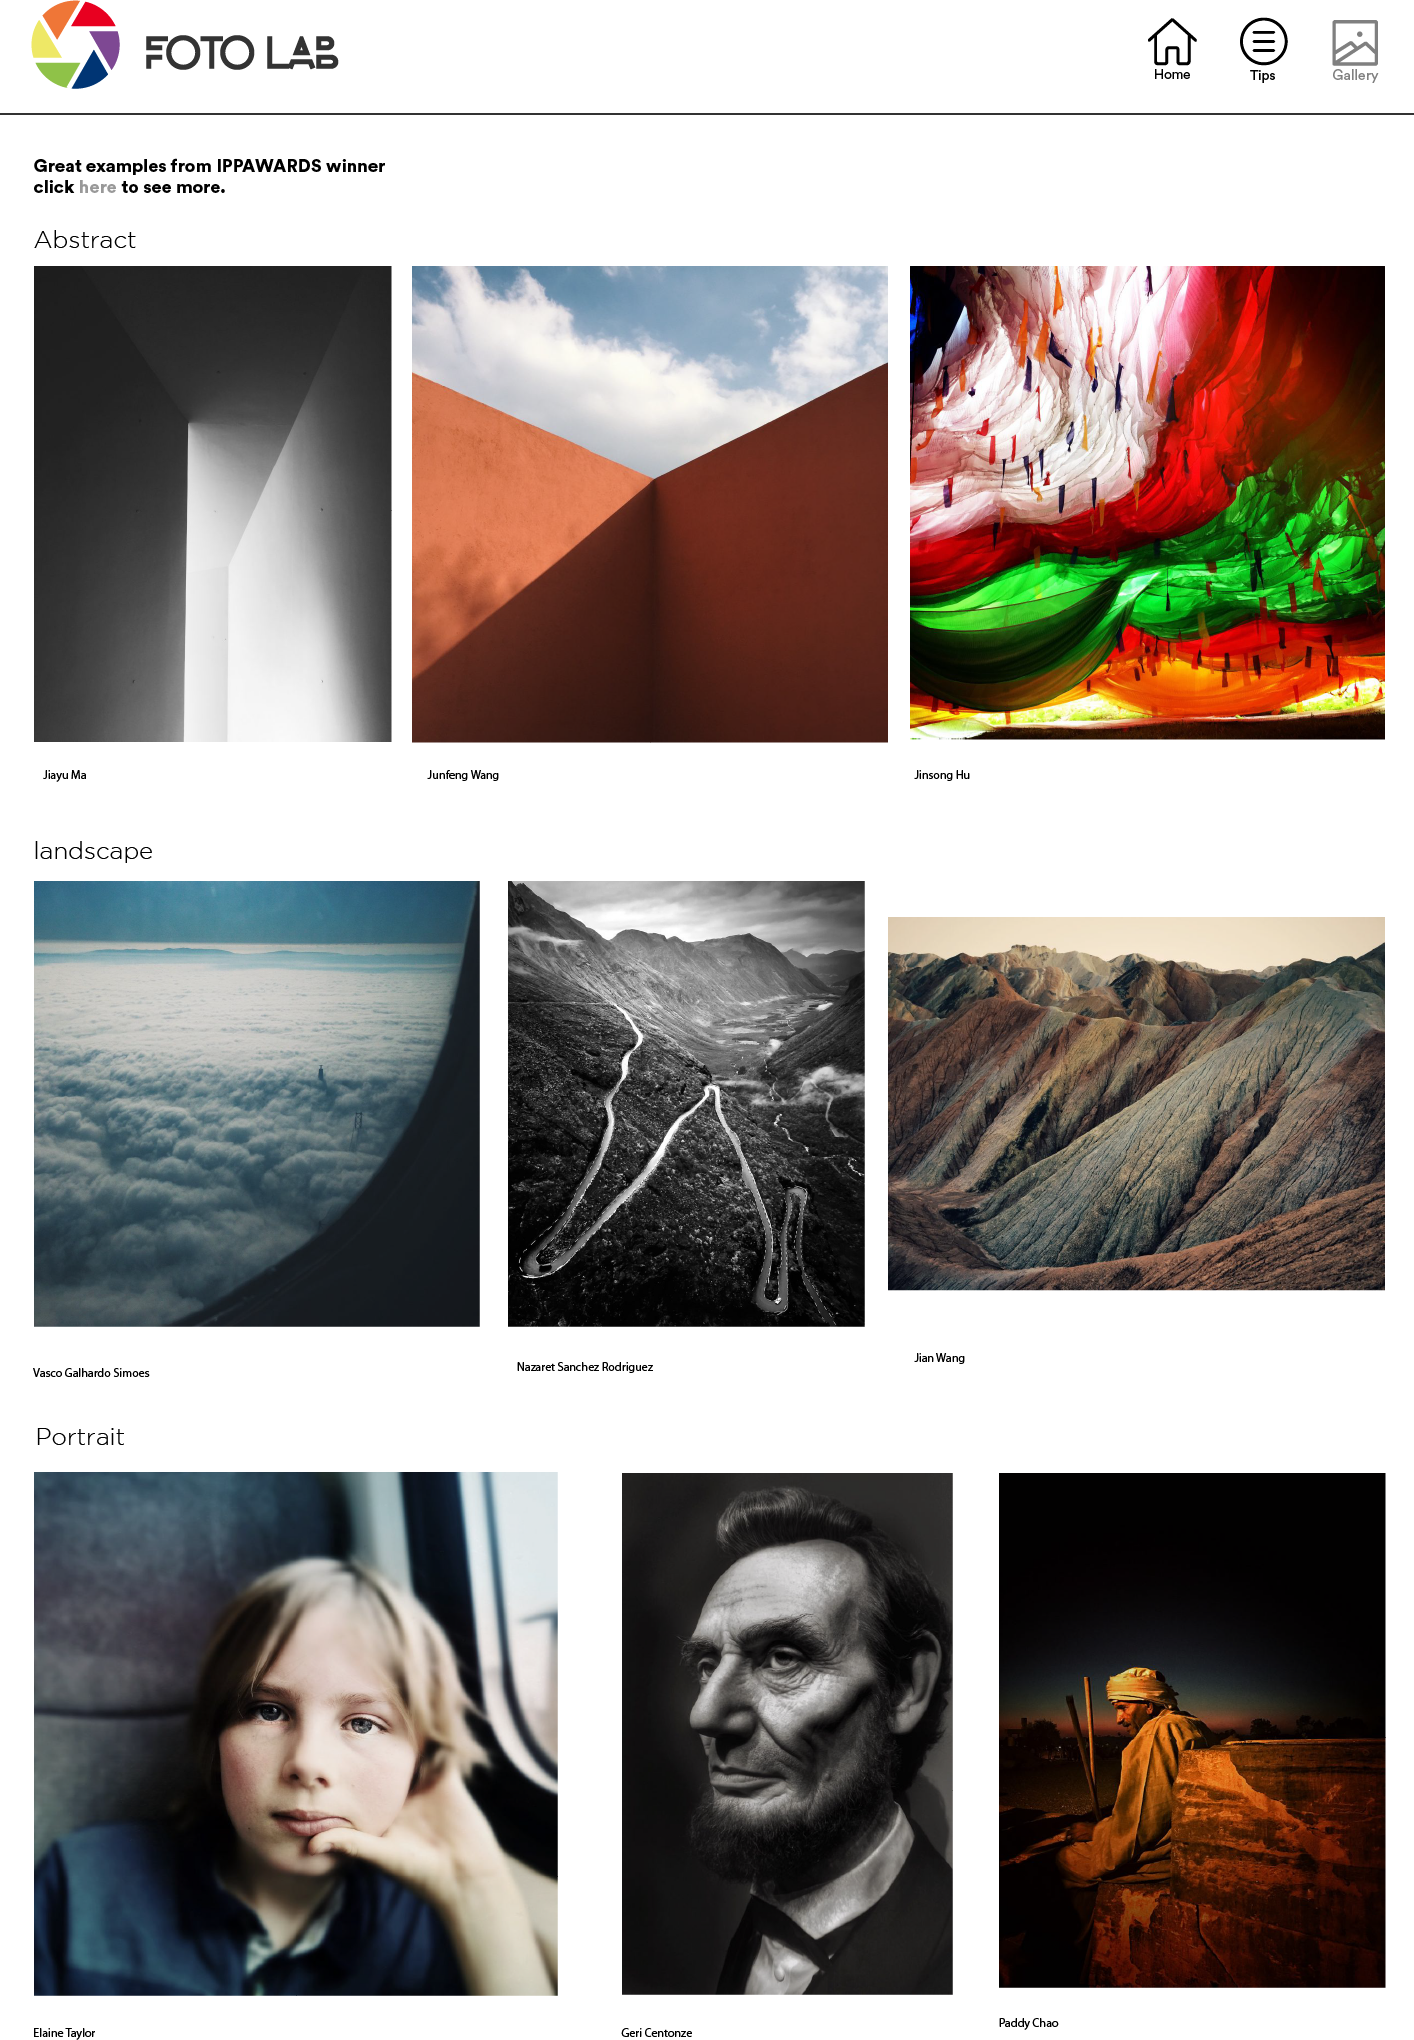 FOTO LAB
Home
Tips
Gallery
Great examples from IPPAWARDS winner
click here to see more.
Abstract
Jiayu Ma
Junfeng Wang
Jinsong Hu
landscape
Vasco Galhardo Simoes
Nazaret Sanchez Rodriguez
Jian Wang
Portrait
Elaine Taylor
Geri Centonze
Paddy Chao